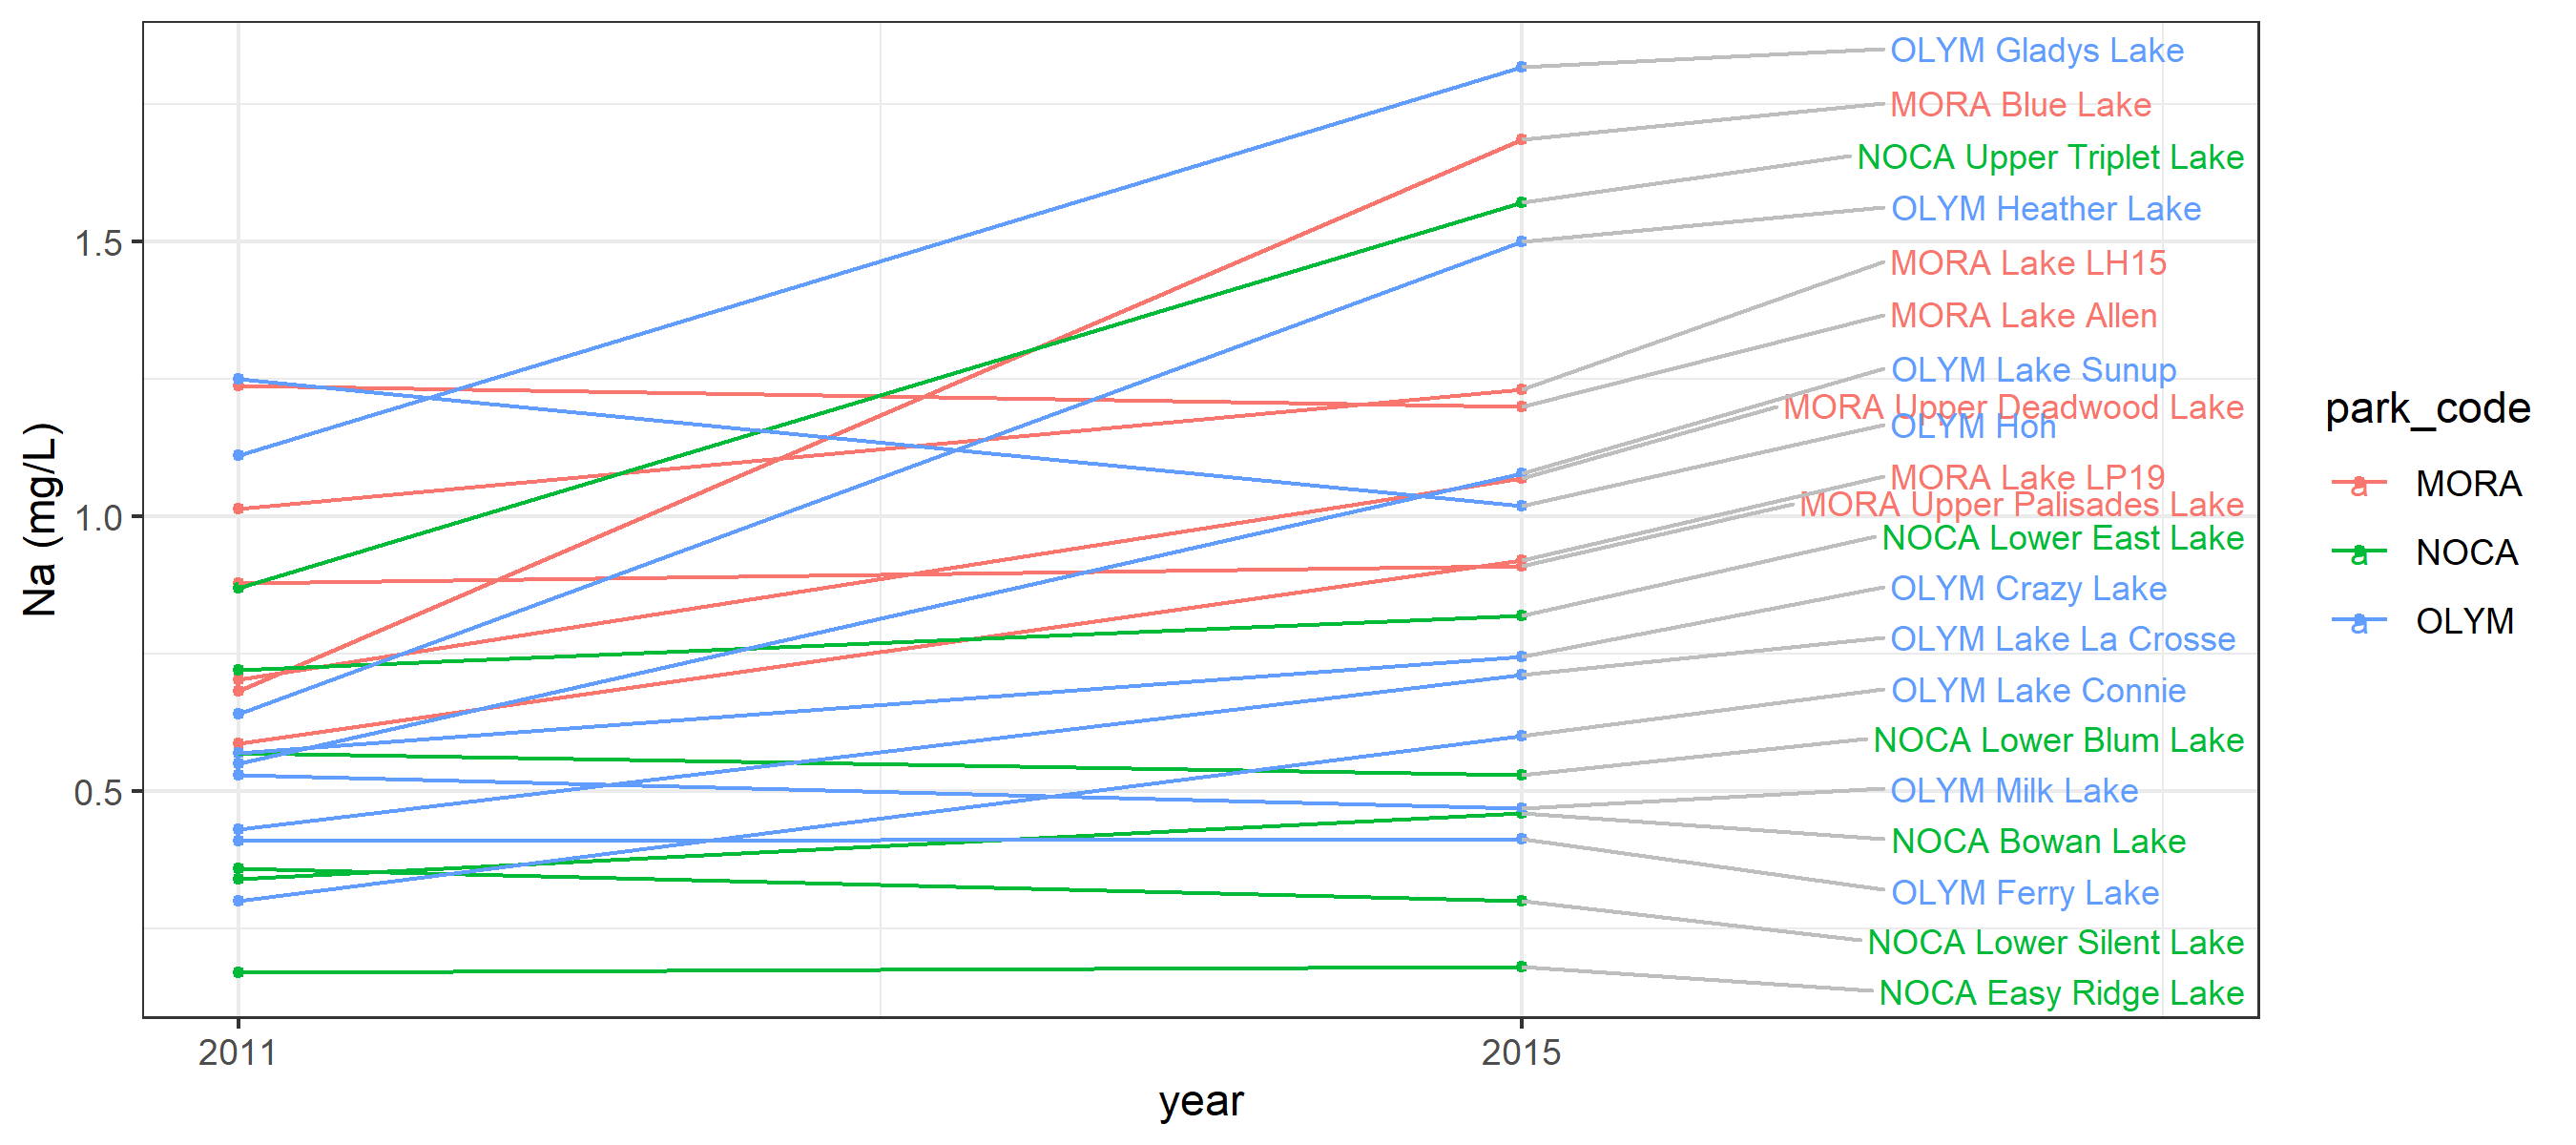 OLYM Gladys Lake
MORA Blue Lake
NOCA Upper Triplet Lake
OLYM Heather Lake
1.5
MORA Lake LH15
MORA Lake Allen
OLYM Lake Sunup
MORA Upper Deadwood Lake
OLYM Hoh
MORA Lake LP19
MORA Upper Palisades Lake
1.0
NOCA Lower East Lake
OLYM Crazy Lake
OLYM Lake La Crosse
OLYM Lake Connie
NOCA Lower Blum Lake
0.5
OLYM Milk Lake
NOCA Bowan Lake
OLYM Ferry Lake
NOCA Lower Silent Lake
NOCA Easy Ridge Lake
Na (mg/L)
2011 2015
year
park_code
a MORA
a NOCA
a OLYM